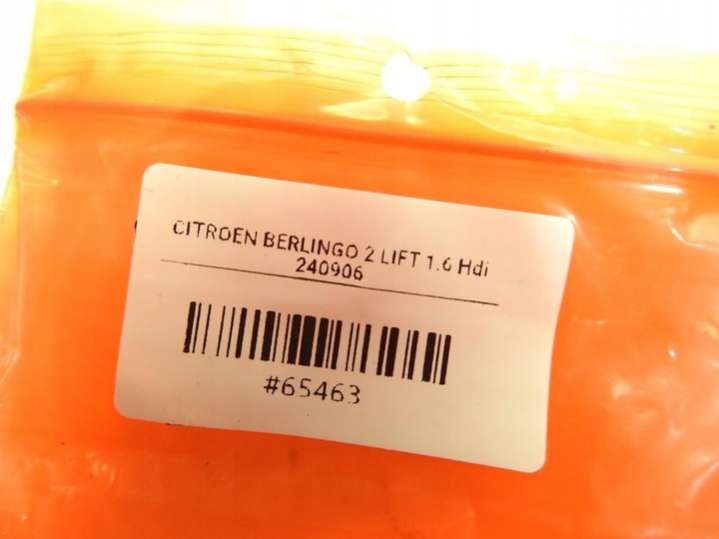 CITROEN BERLINGO 2 LIFT 1.6 Hdi
240906
#65463